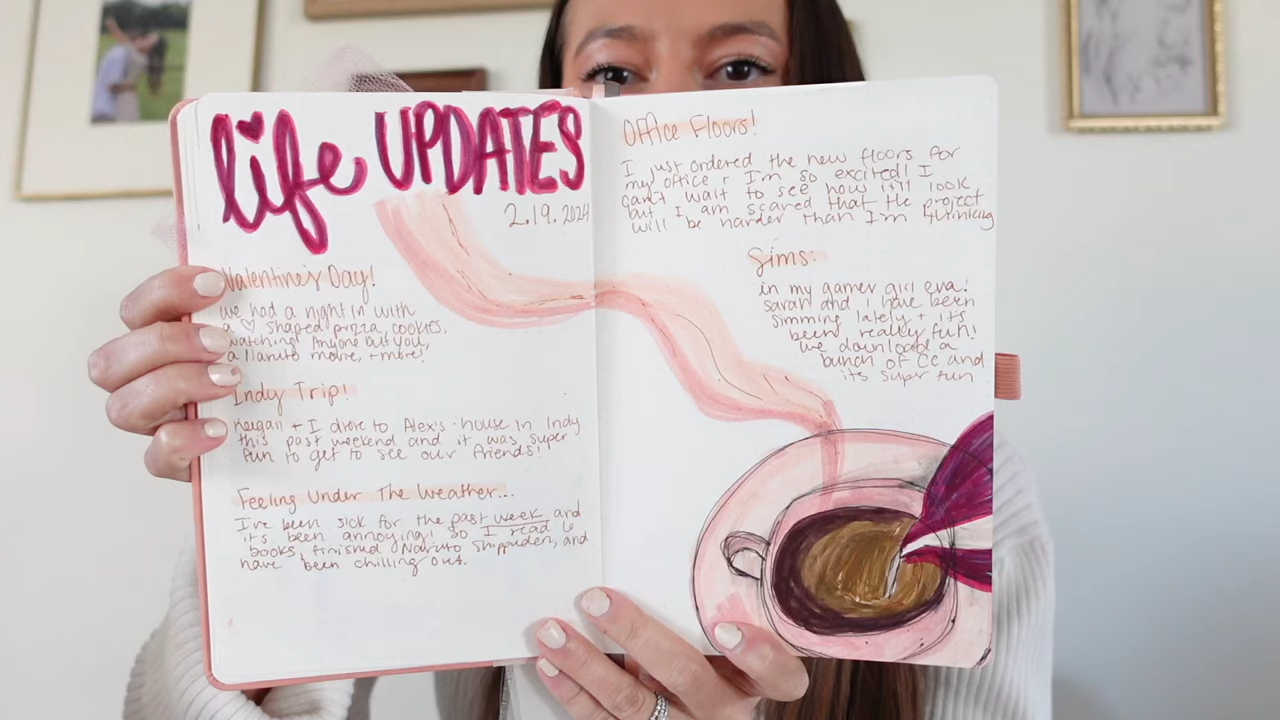 life UPDATES
2.19.2024
Valentine's Day!
we had a night in with
a ♡ shaped pizza, cookies,
watching Anyone but you,
a Naruto movie, + more!
Indy Trip!
Keegan + I drove to Alex's house in Indy
this past weekend and it was super
fun to get to see our friends!
Feeling Under The Weather...
I've been sick for the past week and
it's been annoying! So I read 6
books, finished Naruto Shippuden, and
have been chilling out.
Office Floors!
I just ordered the new floors for
my office + I'm so excited! I
can't wait to see how it'll look
but I am scared that the project
will be harder than I'm thinking
Sims:
in my gamer girl era!
sarah and i have been
simming lately + it's
been really fun!
we download a
bunch of CC and
its super fun